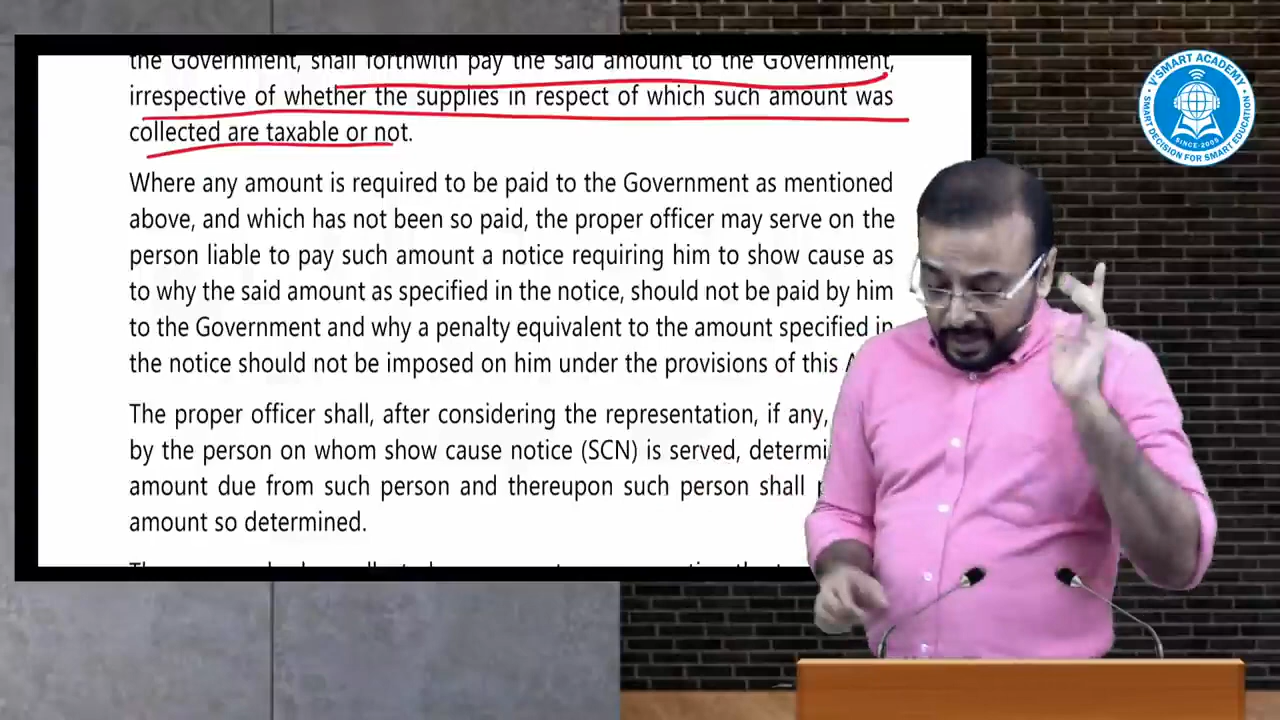 the Government, shall forthwith pay the said amount to the Government,
irrespective of whether the supplies in respect of which such amount was
collected are taxable or not.
Where any amount is required to be paid to the Government as mentioned
above, and which has not been so paid, the proper officer may serve on the
person liable to pay such amount a notice requiring him to show cause as
to why the said amount as specified in the notice, should not be paid by him
to the Government and why a penalty equivalent to the amount specified in
the notice should not be imposed on him under the provisions of this
The proper officer shall, after considering the representation, if any,
by the person on whom show cause notice (SCN) is served,
amount due from such person and thereupon such person shall
amount so determined.
V'SMART ACADEMY
SMART DECISION FOR SMART EDUCATION
SINCE-2005